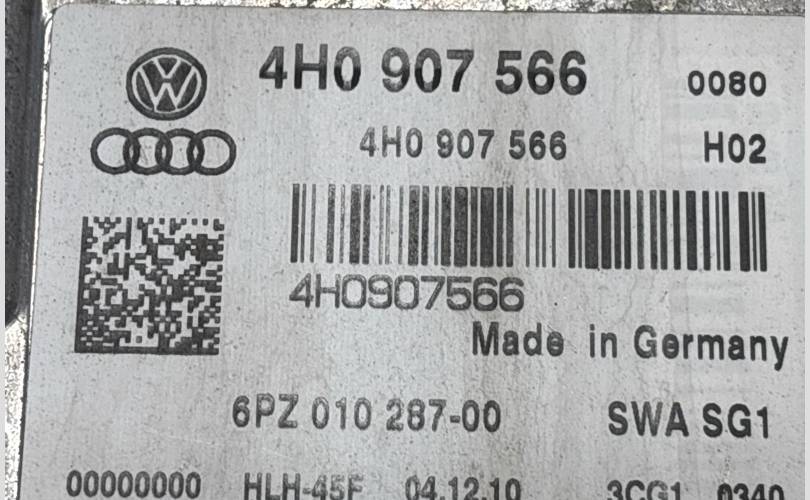 4H0 907 566 0080
4H0 907 566 H02
4H0907566
Made in Germany
6PZ 010 287-00 SWA SG1
00000000 HLH-45F 04.12.10 3CG1 0340